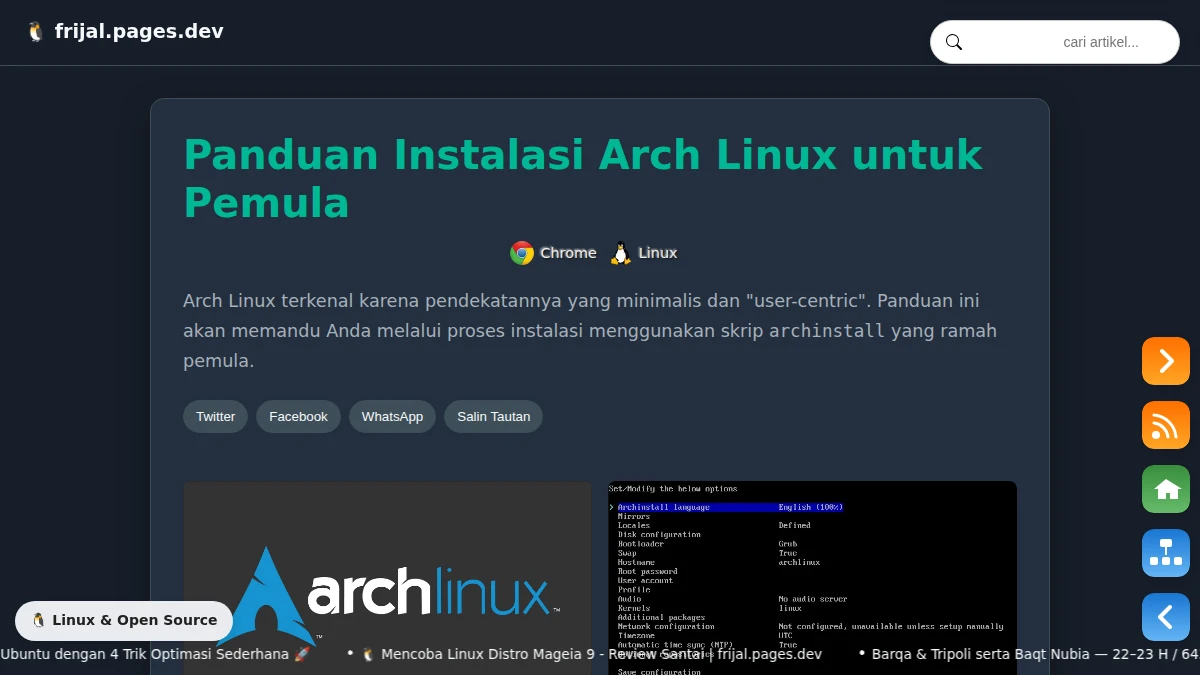 frijal.pages.dev
cari artikel...
Panduan Instalasi Arch Linux untuk
Pemula
Chrome Linux
Arch Linux terkenal karena pendekatannya yang minimalis dan "user-centric". Panduan ini
akan memandu Anda melalui proses instalasi menggunakan skrip archinstall yang ramah
pemula.
Twitter Facebook WhatsApp Salin Tautan
archlinux™
™
Set/Modify the below options
> Archinstall language English (100%)
Mirrors
Locales Defined
Disk configuration
Bootloader Grub
Swap True
Hostname archlinux
Root password
User account
Profile
Audio No audio server
Kernels linux
Additional packages
Network configuration Not configured, unavailable unless setup manually
Timezone UTC
Automatic time sync (NTP) True
Save configuration
Linux & Open Source
Ubuntu dengan 4 Trik Optimasi Sederhana 🚀 • 🐧 Mencoba Linux Distro Mageia 9 - Review Santai | frijal.pages.dev • Barqa & Tripoli serta Baqt Nubia — 22–23 H / 64